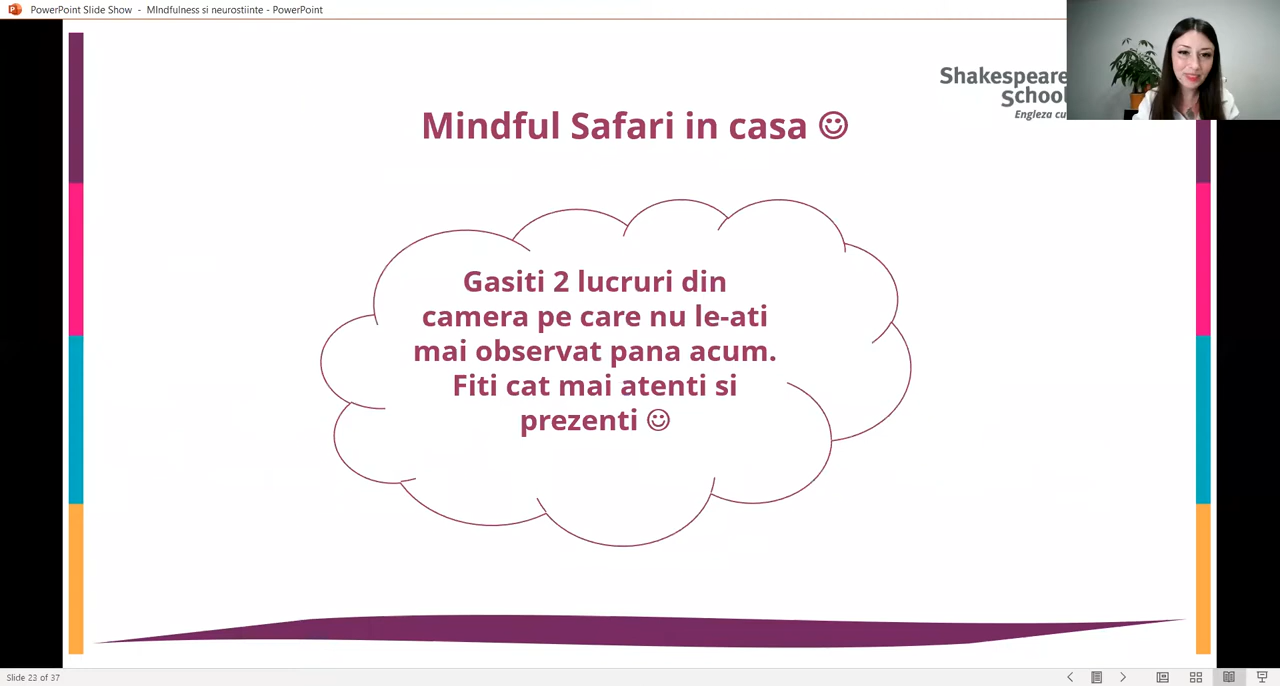 PowerPoint Slide Show - MIndfulness si neurostiinte - PowerPoint
Shakespeare
School
Engleza cu
Mindful Safari in casa ☺
Gasiti 2 lucruri din
camera pe care nu le-ati
mai observat pana acum.
Fiti cat mai atenti si
prezenti ☺
Slide 23 of 37